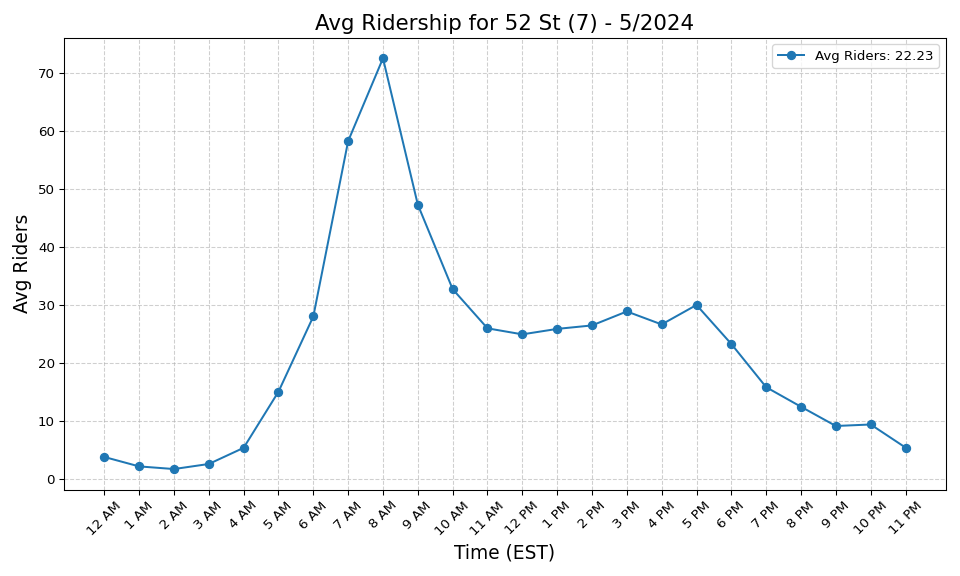 Avg Ridership for 52 St (7) - 5/2024
Avg Riders: 22.23
Avg Riders
70
60
50
40
30
20
10
0
12 AM
1 AM
2 AM
3 AM
4 AM
5 AM
6 AM
7 AM
8 AM
9 AM
10 AM
11 AM
12 PM
1 PM
2 PM
3 PM
4 PM
5 PM
6 PM
7 PM
8 PM
9 PM
10 PM
11 PM
Time (EST)